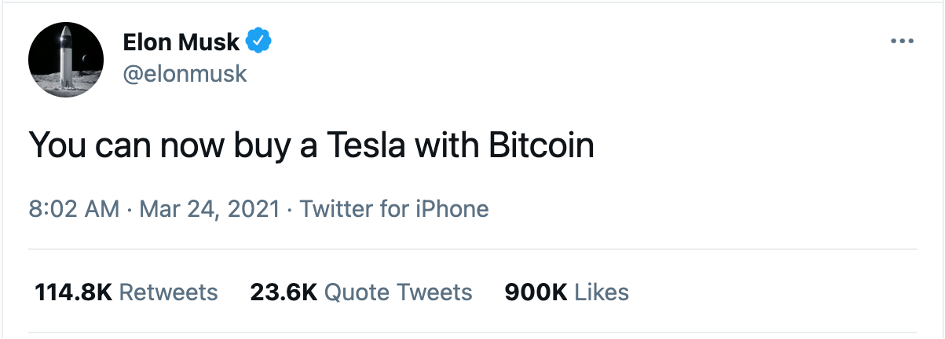 Elon Musk
@elonmusk
You can now buy a Tesla with Bitcoin
8:02 AM · Mar 24, 2021 · Twitter for iPhone
114.8K Retweets 23.6K Quote Tweets 900K Likes